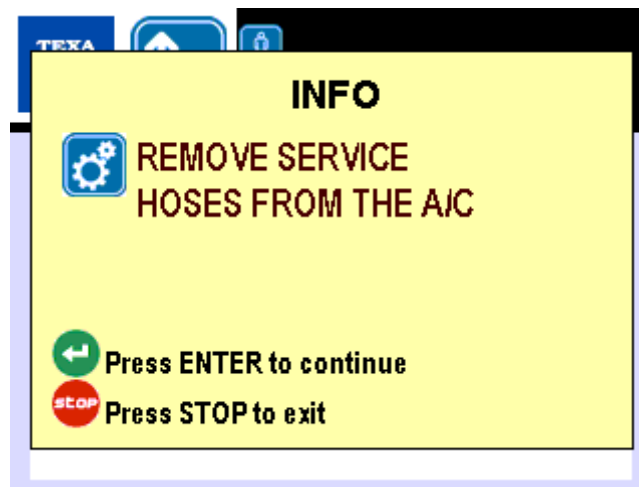 TEXA
INFO
REMOVE SERVICE
HOSES FROM THE A/C
Press ENTER to continue
stop Press STOP to exit